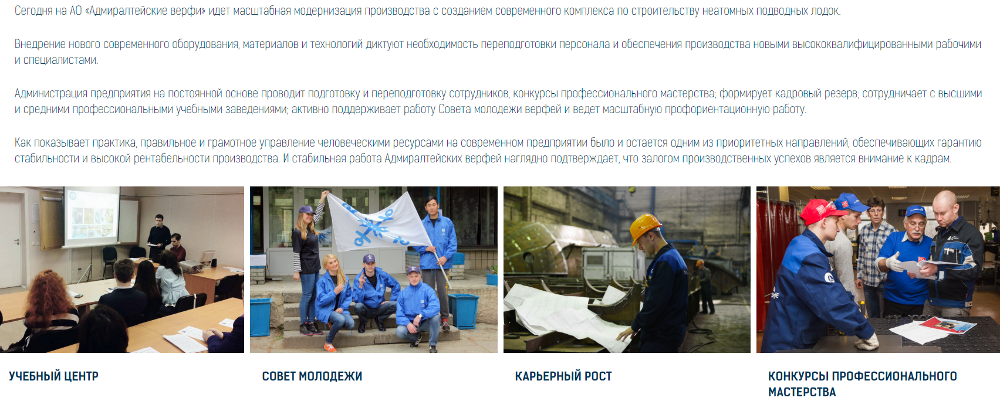 Сегодня на АО «Адмиралтейские верфи» идет масштабная модернизация производства с созданием современного комплекса по строительству неатомных подводных лодок.
Внедрение нового современного оборудования, материалов и технологий диктуют необходимость переподготовки персонала и обеспечения производства новыми высококвалифицированными рабочими
и специалистами.
Администрация предприятия на постоянной основе проводит подготовку и переподготовку сотрудников, конкурсы профессионального мастерства; формирует кадровый резерв; сотрудничает с высшими
и средними профессиональными учебными заведениями; активно поддерживает работу Совета молодежи верфей и ведет масштабную профориентационную работу.
Как показывает практика, правильное и грамотное управление человеческими ресурсами на современном предприятии было и остается одним из приоритетных направлений, обеспечивающих гарантию
стабильности и высокой рентабельности производства. И стабильная работа Адмиралтейских верфей наглядно подтверждает, что залогом производственных успехов является внимание к кадрам.
УЧЕБНЫЙ ЦЕНТР
СОВЕТ МОЛОДЕЖИ
КАРЬЕРНЫЙ РОСТ
КОНКУРСЫ ПРОФЕССИОНАЛЬНОГО
МАСТЕРСТВА